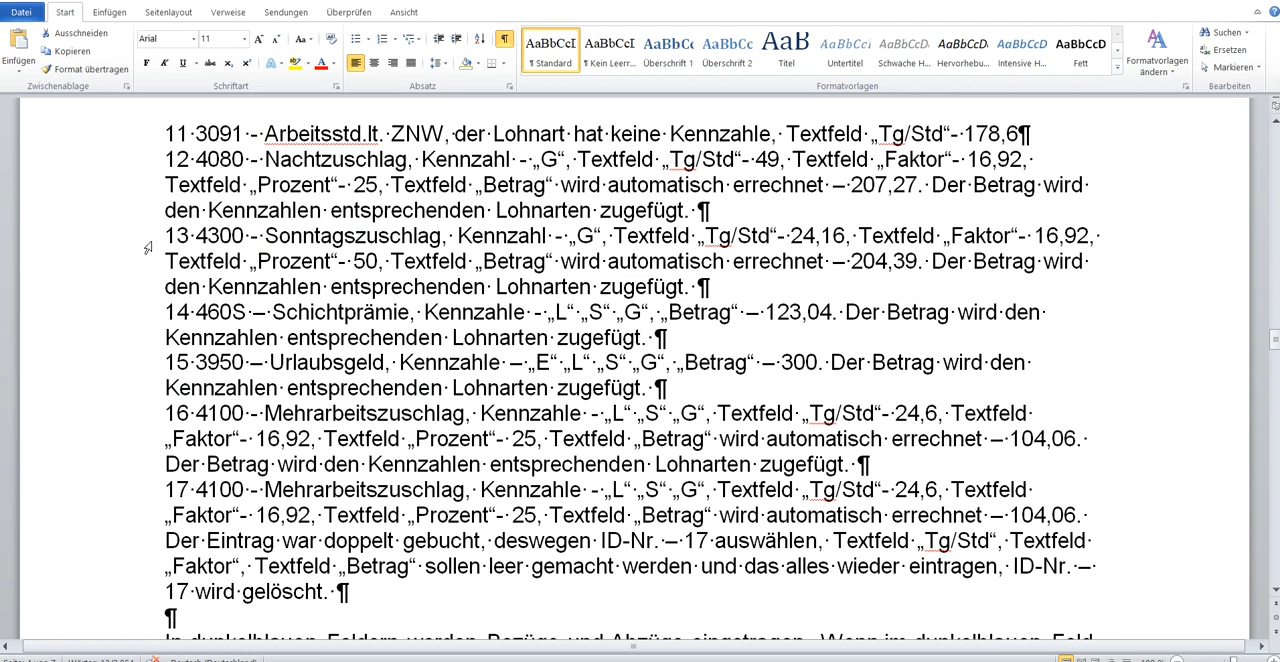 Datei Start Einfügen Seitenlayout Verweise Sendungen Überprüfen Ansicht
Einfügen
Ausschneiden
Kopieren
Format übertragen
Zwischenablage
Arial 11
Schriftart
Absatz
AaBbCcI AaBbCcI AaBbCc AaBbCc AaB AaBbCcI AaBbCcD AaBbCcD AaBbCcD AaBbCcD
¶ Standard ¶ Kein Leerr... Überschrift 1 Überschrift 2 Titel Untertitel Schwache H... Hervorhebu... Intensive H... Fett
Formatvorlagen ändern
Formatvorlagen
Suchen
Ersetzen
Markieren
Bearbeiten
11·3091·-·Arbeitsstd.lt.·ZNW,·der·Lohnart·hat·keine·Kennzahle,·Textfeld·„Tg/Std“-·178,6¶
12·4080·-·Nachtzuschlag,·Kennzahl·-·„G“,·Textfeld·„Tg/Std“-·49,·Textfeld·„Faktor“-·16,92,·
Textfeld·„Prozent“-·25,·Textfeld·„Betrag“·wird·automatisch·errechnet·–·207,27.·Der·Betrag·wird·
den·Kennzahlen·entsprechenden·Lohnarten·zugefügt.·¶
13·4300·-·Sonntagszuschlag,·Kennzahl·-·„G“,·Textfeld·„Tg/Std“-·24,16,·Textfeld·„Faktor“-·16,92,·
Textfeld·„Prozent“-·50,·Textfeld·„Betrag“·wird·automatisch·errechnet·–·204,39.·Der·Betrag·wird·
den·Kennzahlen·entsprechenden·Lohnarten·zugefügt.·¶
14·460S·–·Schichtprämie,·Kennzahle·-·„L“·„S“·„G“,·„Betrag“·–·123,04.·Der·Betrag·wird·den·
Kennzahlen·entsprechenden·Lohnarten·zugefügt.·¶
15·3950·–·Urlaubsgeld,·Kennzahle·–·„E“·„L“·„S“·„G“,·„Betrag“·–·300.·Der·Betrag·wird·den·
Kennzahlen·entsprechenden·Lohnarten·zugefügt.·¶
16·4100·-·Mehrarbeitszuschlag,·Kennzahle·-·„L“·„S“·„G“,·Textfeld·„Tg/Std“-·24,6,·Textfeld·
„Faktor“-·16,92,·Textfeld·„Prozent“-·25,·Textfeld·„Betrag“·wird·automatisch·errechnet·–·104,06.·
Der·Betrag·wird·den·Kennzahlen·entsprechenden·Lohnarten·zugefügt.·¶
17·4100·-·Mehrarbeitszuschlag,·Kennzahle·-·„L“·„S“·„G“,·Textfeld·„Tg/Std“-·24,6,·Textfeld·
„Faktor“-·16,92,·Textfeld·„Prozent“-·25,·Textfeld·„Betrag“·wird·automatisch·errechnet·–·104,06.·
Der·Eintrag·war·doppelt·gebucht,·deswegen·ID-Nr.·–·17·auswählen,·Textfeld·„Tg/Std“,·Textfeld·
„Faktor“,·Textfeld·„Betrag“·sollen·leer·gemacht·werden·und·das·alles·wieder·eintragen,·ID-Nr.·–·
17·wird·gelöscht.·¶
¶
In·dunkelblauen·Feldern·werden·Bezüge·und·Abzüge·eingetragen.·Wenn·im·dunkelblauen·Feld